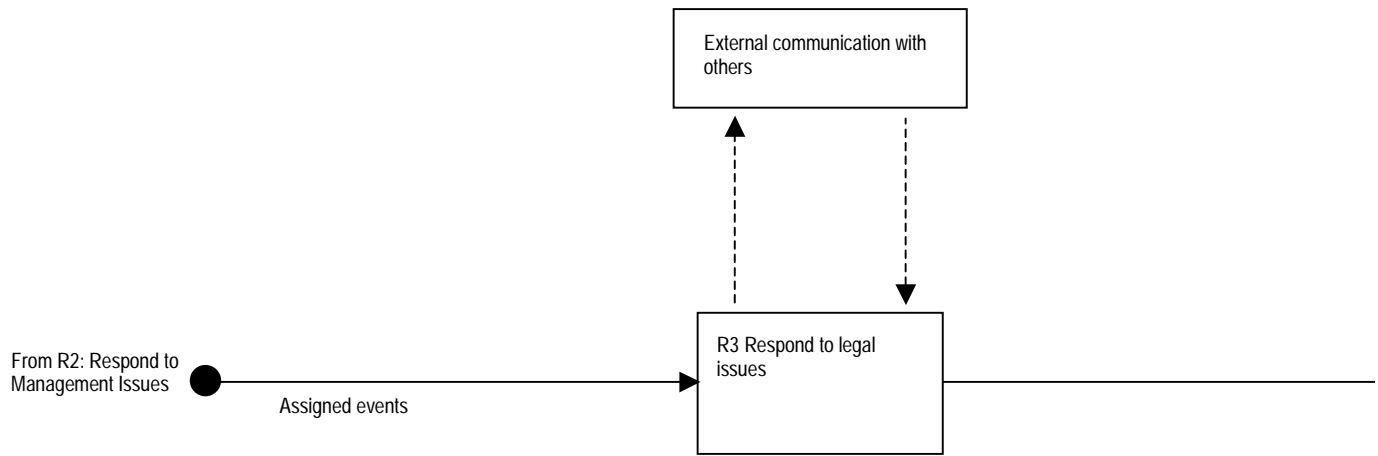 External communication with
others
R3 Respond to legal
issues
From R2: Respond to
Management Issues
Assigned events